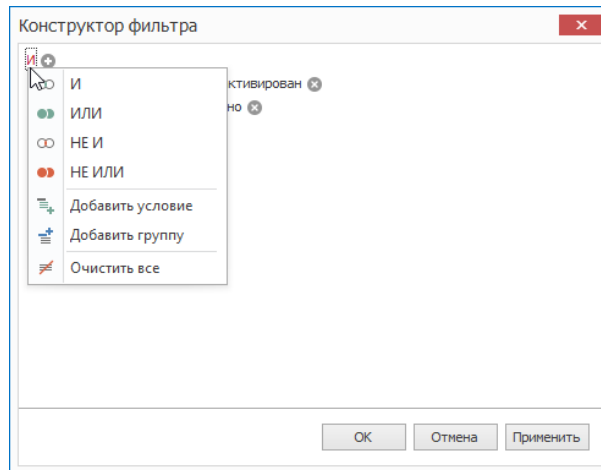 Конструктор фильтра
И
И
ктивирован
ИЛИ
но
НЕ И
НЕ ИЛИ
Добавить условие
Добавить группу
Очистить все
OK
Отмена
Применить